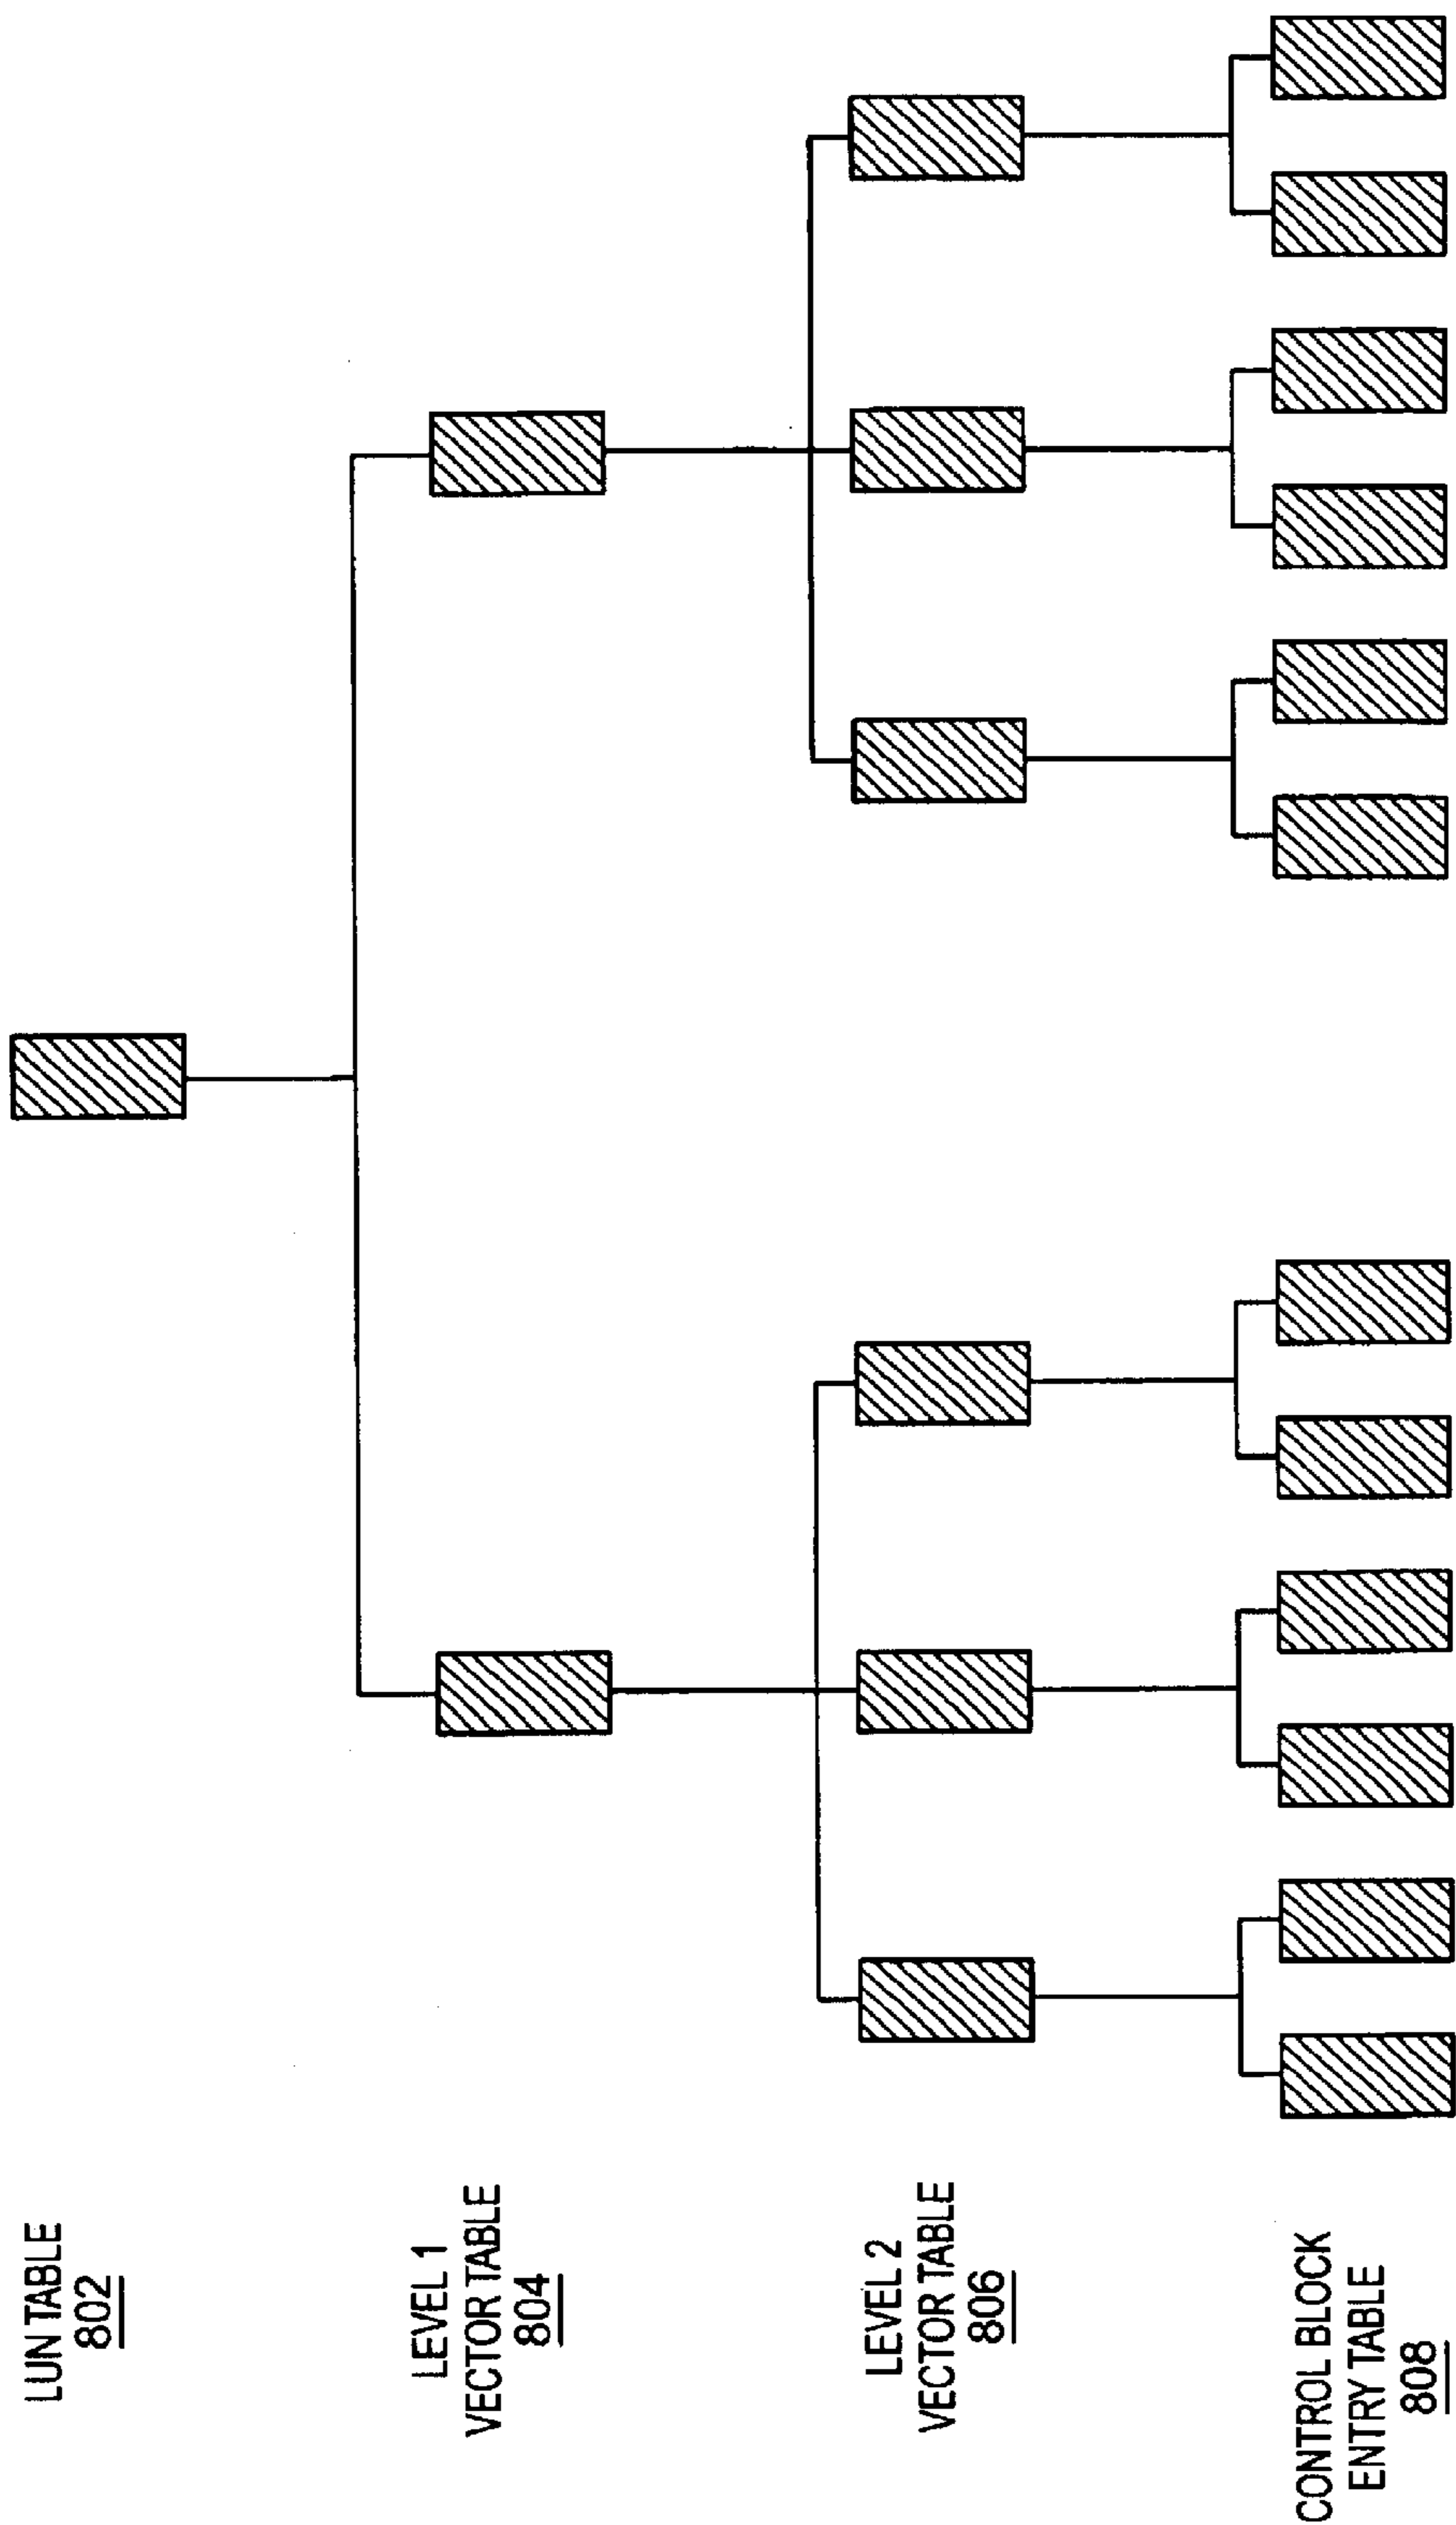 LUN TABLE
802
LEVEL 1
VECTOR TABLE
804
LEVEL 2
VECTOR TABLE
806
CONTROL BLOCK
ENTRY TABLE
808